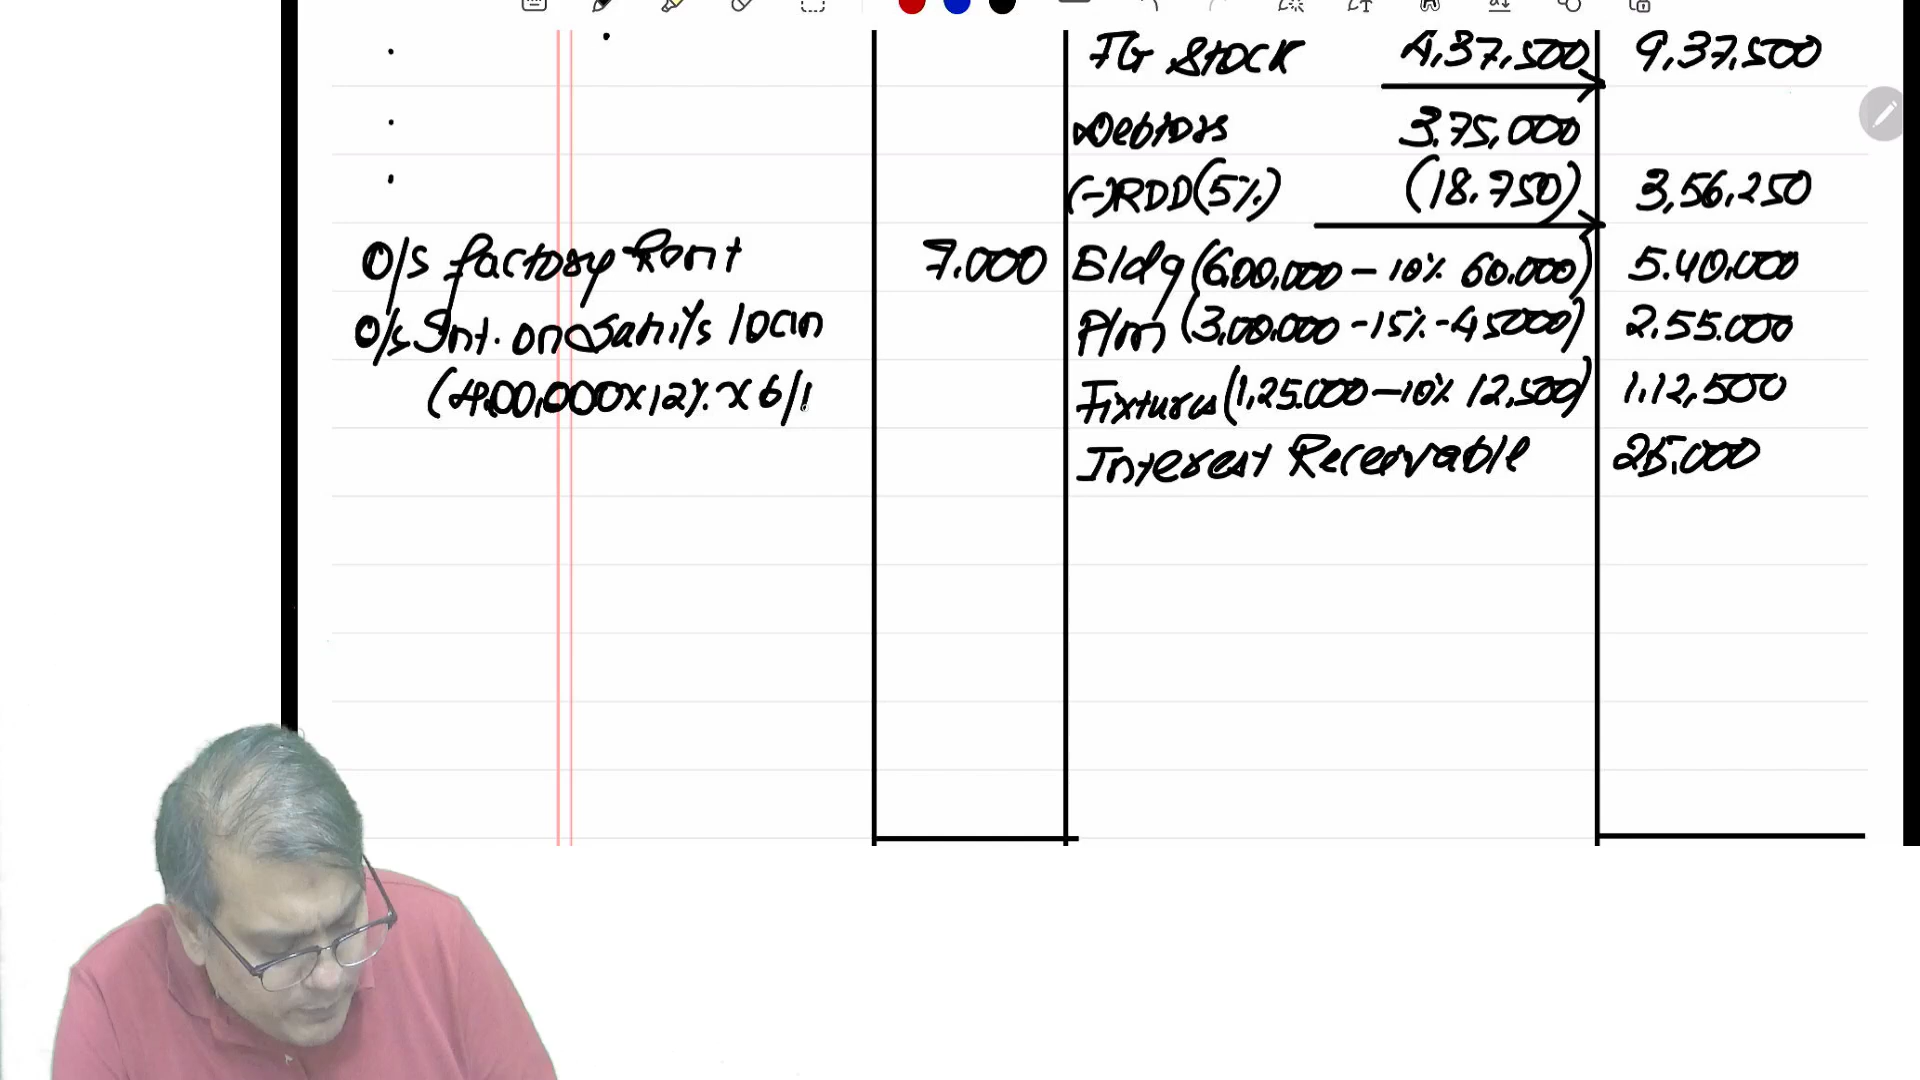 FG Stock 4,37,500 9,37,500
Debtors 3,75,000
(-)RDD(5%) (18,750) 3,56,250
O/s factory Rent 7,000 Bldg (6,00,000 - 10% 60,000) 5,40,000
O/s Int. on Sahil's loan P/m (3,00,000 -15% -45000) 2,55,000
(4,00,000x12% x 6/1 Fixtures (1,25,000 - 10% 12,500) 1,12,500
Interest Receivable 25,000